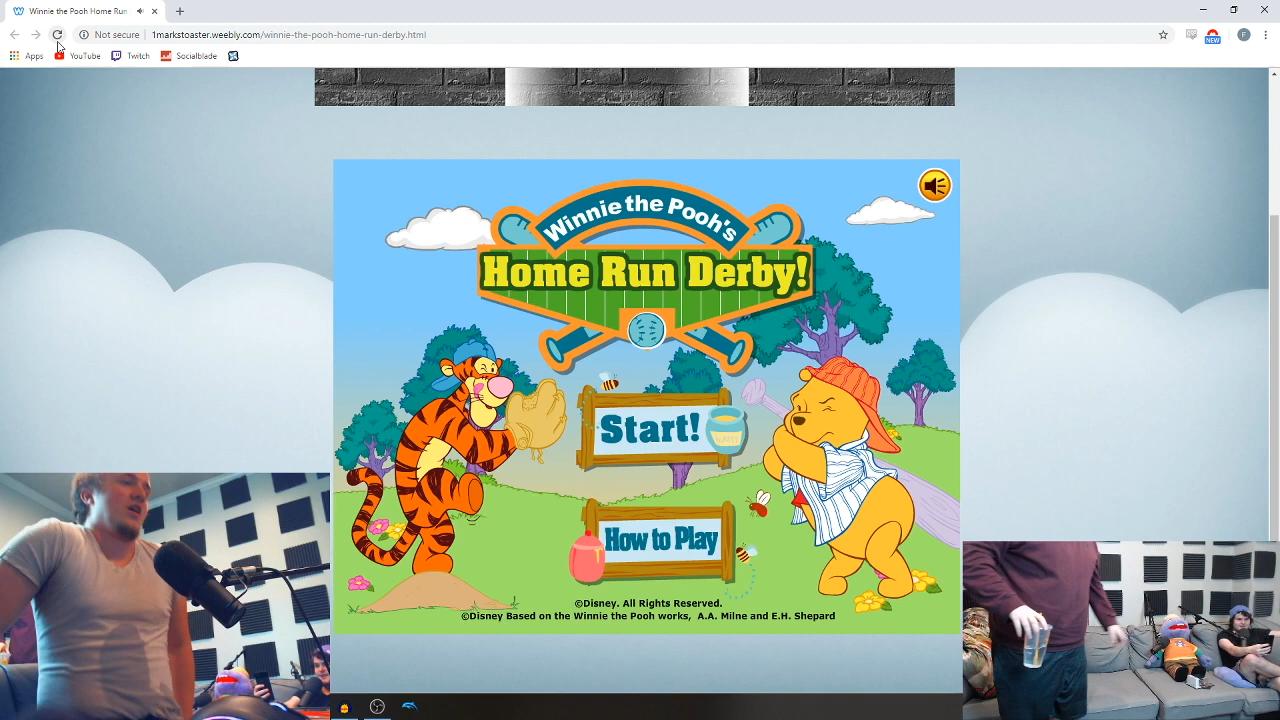 Winnie the Pooh Home Run
Not secure
1markstoaster.weebly.com/winnie-the-pooh-home-run-derby.html
NEW
F
Apps
YouTube
Twitch
Socialblade
Winnie the Pooh's
Home Run Derby!
Start!
HUNNY
How to Play
©Disney. All Rights Reserved.
©Disney Based on the Winnie the Pooh works, A.A. Milne and E.H. Shepard